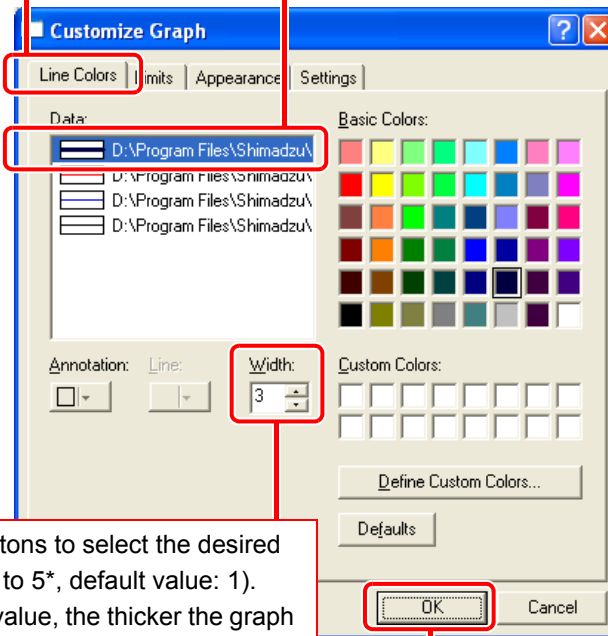 Customize Graph
Line Colors Limits Appearance Settings
Data:
D:\Program Files\Shimadzu\
D:\Program Files\Shimadzu\
D:\Program Files\Shimadzu\
D:\Program Files\Shimadzu\
Basic Colors:
Annotation: Line: Width:
3
Custom Colors:
Define Custom Colors...
Defaults
OK Cancel
tons to select the desired
to 5*, default value: 1).
value, the thicker the graph